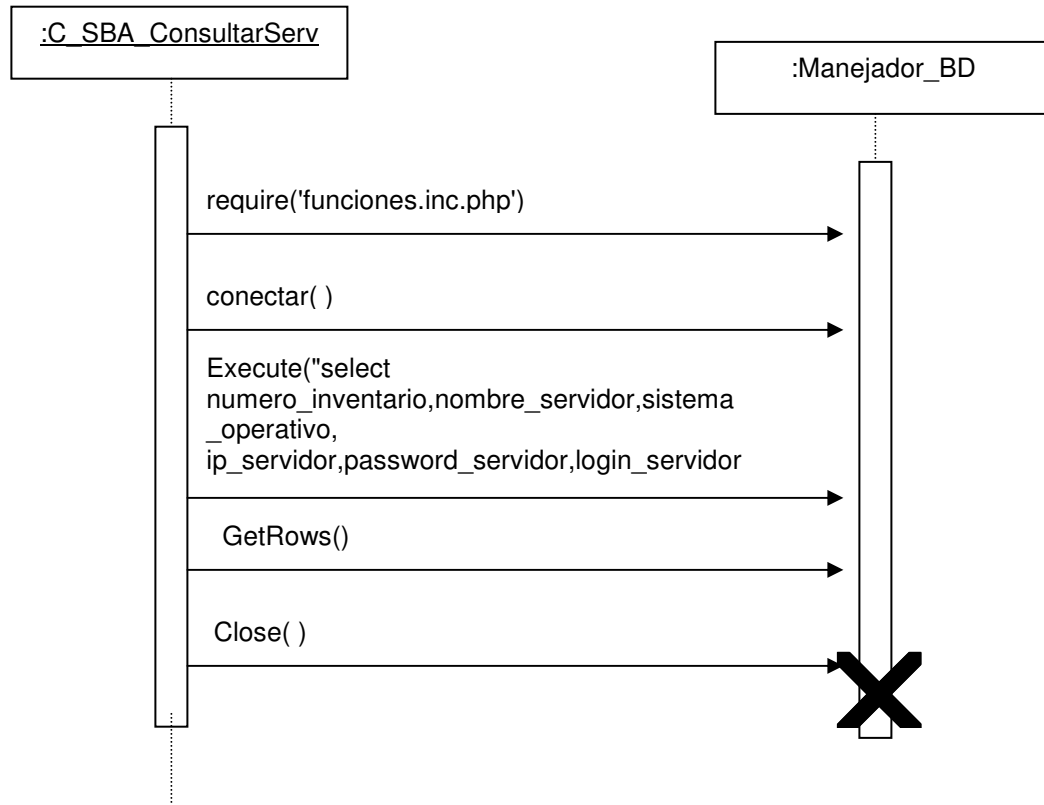 :C_SBA_ConsultarServ
:Manejador_BD
require('funciones.inc.php')
conectar( )
Execute("select
numero_inventario,nombre_servidor,sistema
_operativo,
ip_servidor,password_servidor,login_servidor
GetRows()
Close( )